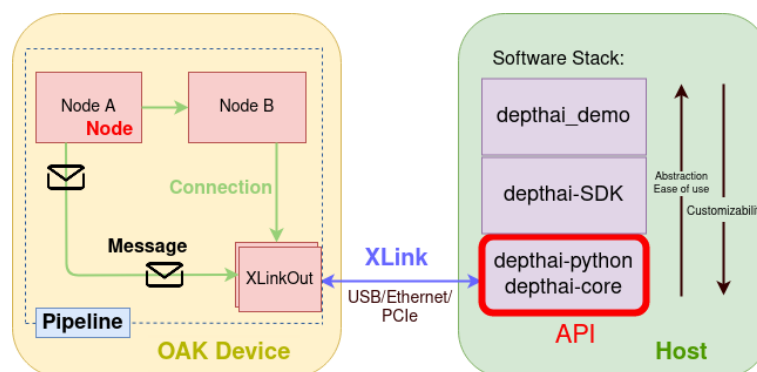 Node A
Node
Node B
Connection
Message
XLinkOut
Pipeline
OAK Device
XLink
USB/Ethernet/
PCIe
Software Stack:
depthai_demo
depthai-SDK
depthai-python
depthai-core
API
Abstraction
Ease of use
Customizability
Host